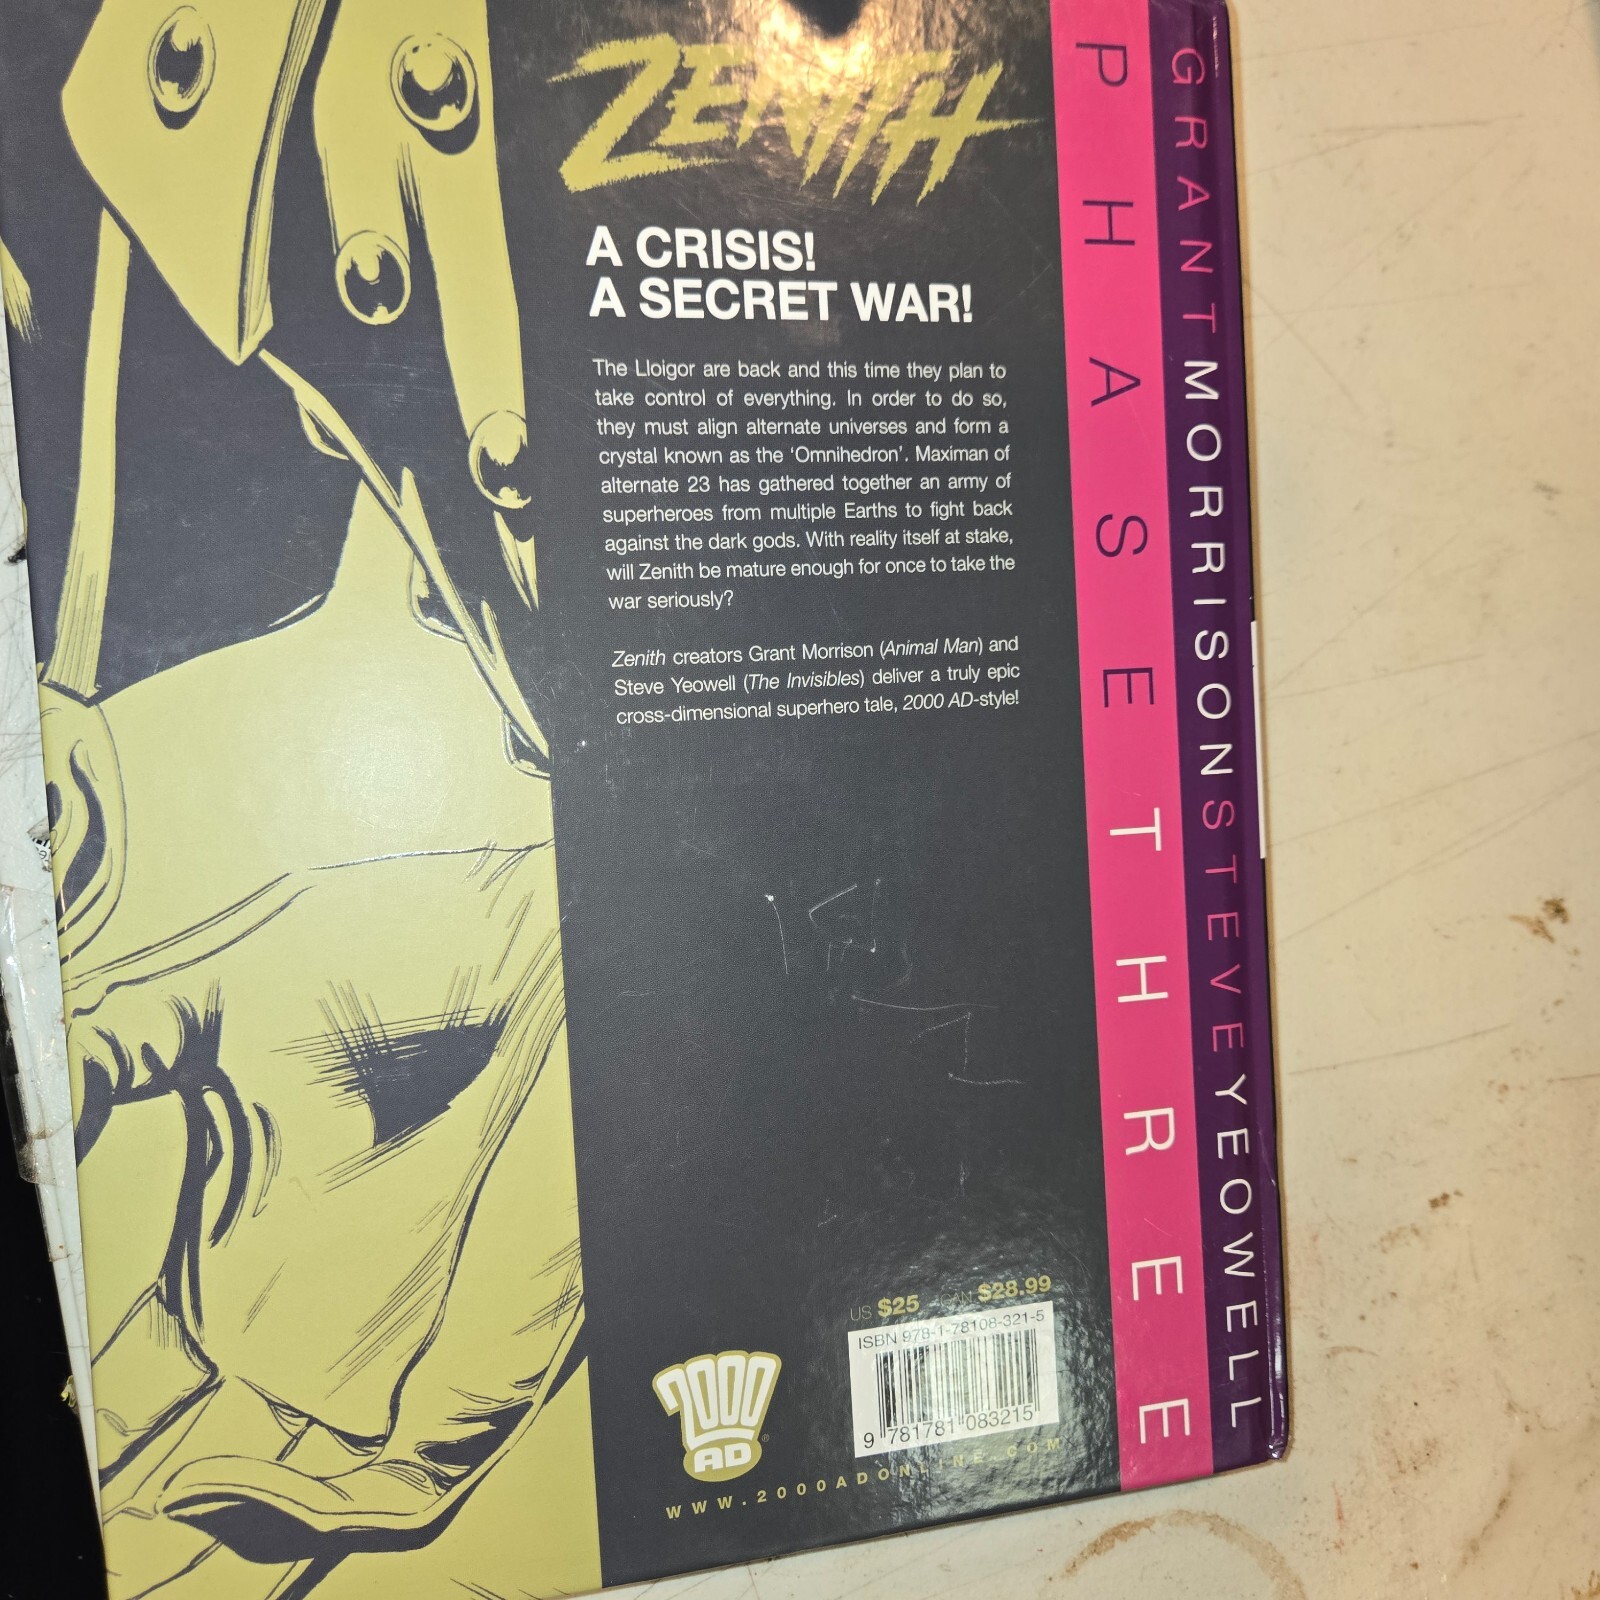 ZENITH
A CRISIS!
A SECRET WAR!
The Lloigor are back and this time they plan to
take control of everything. In order to do so,
they must align alternate universes and form a
crystal known as the ‘Omnihedron’. Maximan of
alternate 23 has gathered together an army of
superheroes from multiple Earths to fight back
against the dark gods. With reality itself at stake,
will Zenith be mature enough for once to take the
war seriously?
Zenith creators Grant Morrison (Animal Man) and
Steve Yeowell (The Invisibles) deliver a truly epic
cross-dimensional superhero tale, 2000 AD-style!
US $25 CAN $28.99
ISBN 978-1-78108-321-5
9 781781 083215
2000
AD
®
WWW.2000ADONLINE.COM
PHASE THREE
GRANT MORRISON STEVE YEOWELL